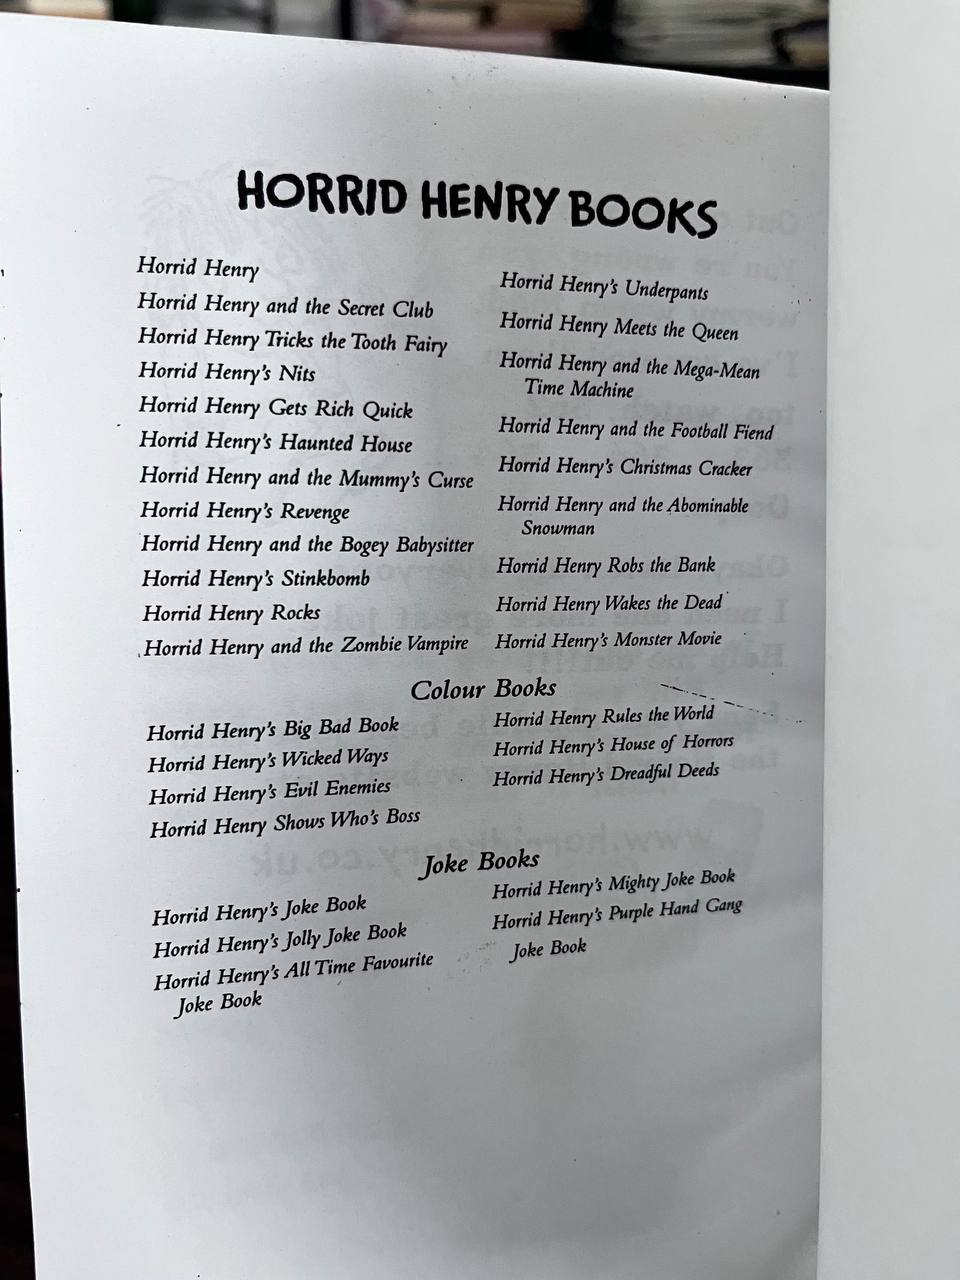 HORRID HENRY BOOKS
Horrid Henry
Horrid Henry and the Secret Club
Horrid Henry Tricks the Tooth Fairy
Horrid Henry's Nits
Horrid Henry Gets Rich Quick
Horrid Henry's Haunted House
Horrid Henry and the Mummy's Curse
Horrid Henry's Revenge
Horrid Henry and the Bogey Babysitter
Horrid Henry's Stinkbomb
Horrid Henry Rocks
Horrid Henry and the Zombie Vampire
Horrid Henry's Underpants
Horrid Henry Meets the Queen
Horrid Henry and the Mega-Mean
Time Machine
Horrid Henry and the Football Fiend
Horrid Henry's Christmas Cracker
Horrid Henry and the Abominable
Snowman
Horrid Henry Robs the Bank
Horrid Henry Wakes the Dead
Horrid Henry's Monster Movie
Colour Books
Horrid Henry's Big Bad Book
Horrid Henry's Wicked Ways
Horrid Henry's Evil Enemies
Horrid Henry Shows Who's Boss
Horrid Henry Rules the World
Horrid Henry's House of Horrors
Horrid Henry's Dreadful Deeds
Joke Books
Horrid Henry's Joke Book
Horrid Henry's Jolly Joke Book
Horrid Henry's All Time Favourite
Joke Book
Horrid Henry's Mighty Joke Book
Horrid Henry's Purple Hand Gang
Joke Book